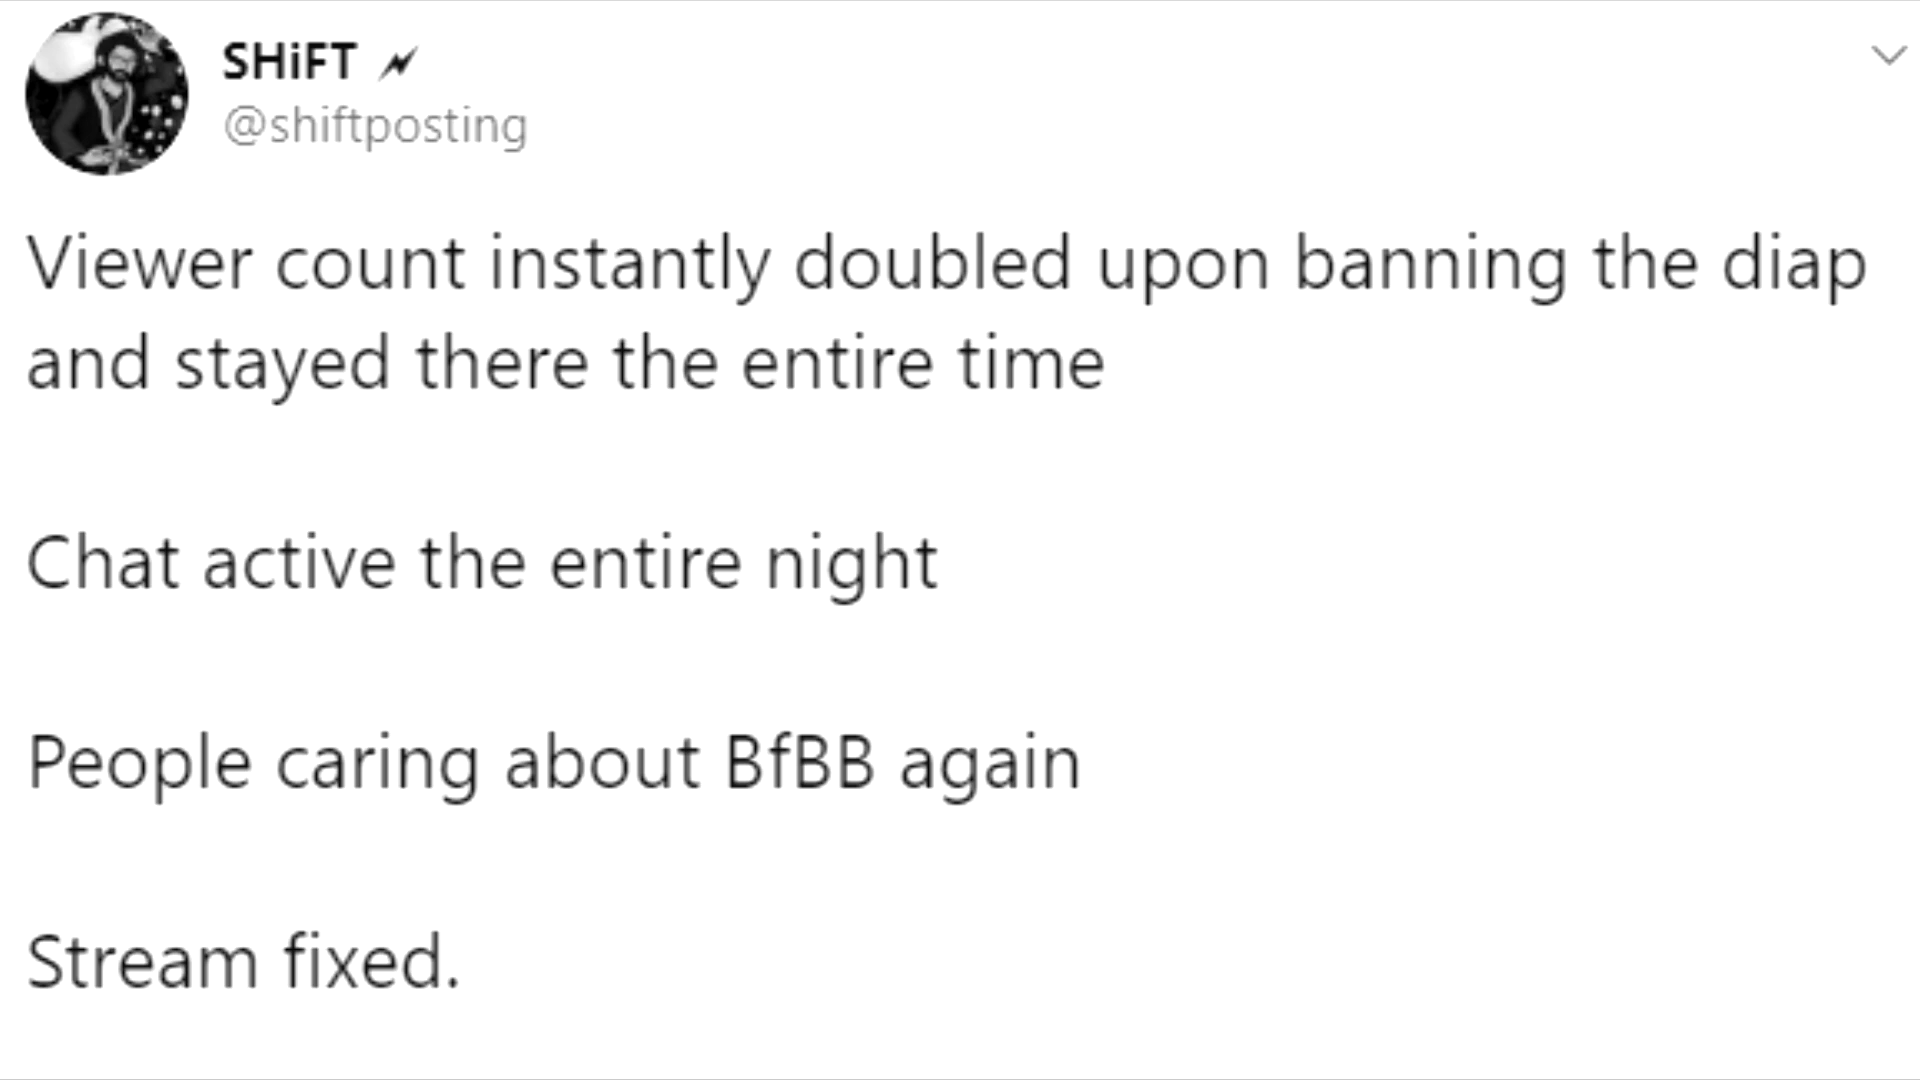 SHiFT
@shiftposting
Viewer count instantly doubled upon banning the diap
and stayed there the entire time
Chat active the entire night
People caring about BfBB again
Stream fixed.